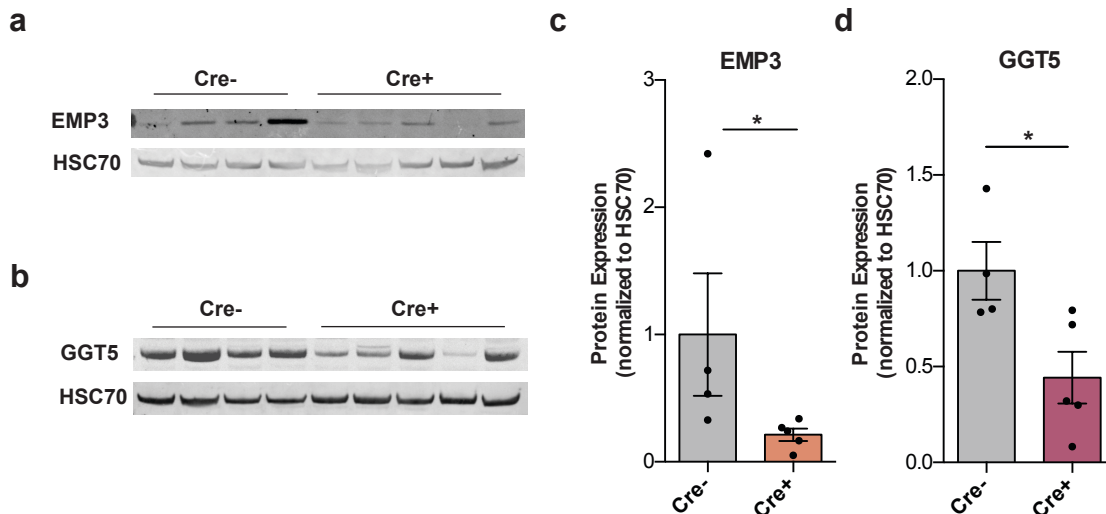 a
Cre-
Cre+
EMP3
HSC70
b
Cre-
Cre+
GGT5
HSC70
c
EMP3
Protein Expression
(normalized to HSC70)
3
2
1
0
*
Cre-
Cre+
d
GGT5
Protein Expression
(normalized to HSC70)
2.0
1.5
1.0
0.5
0.0
*
Cre-
Cre+